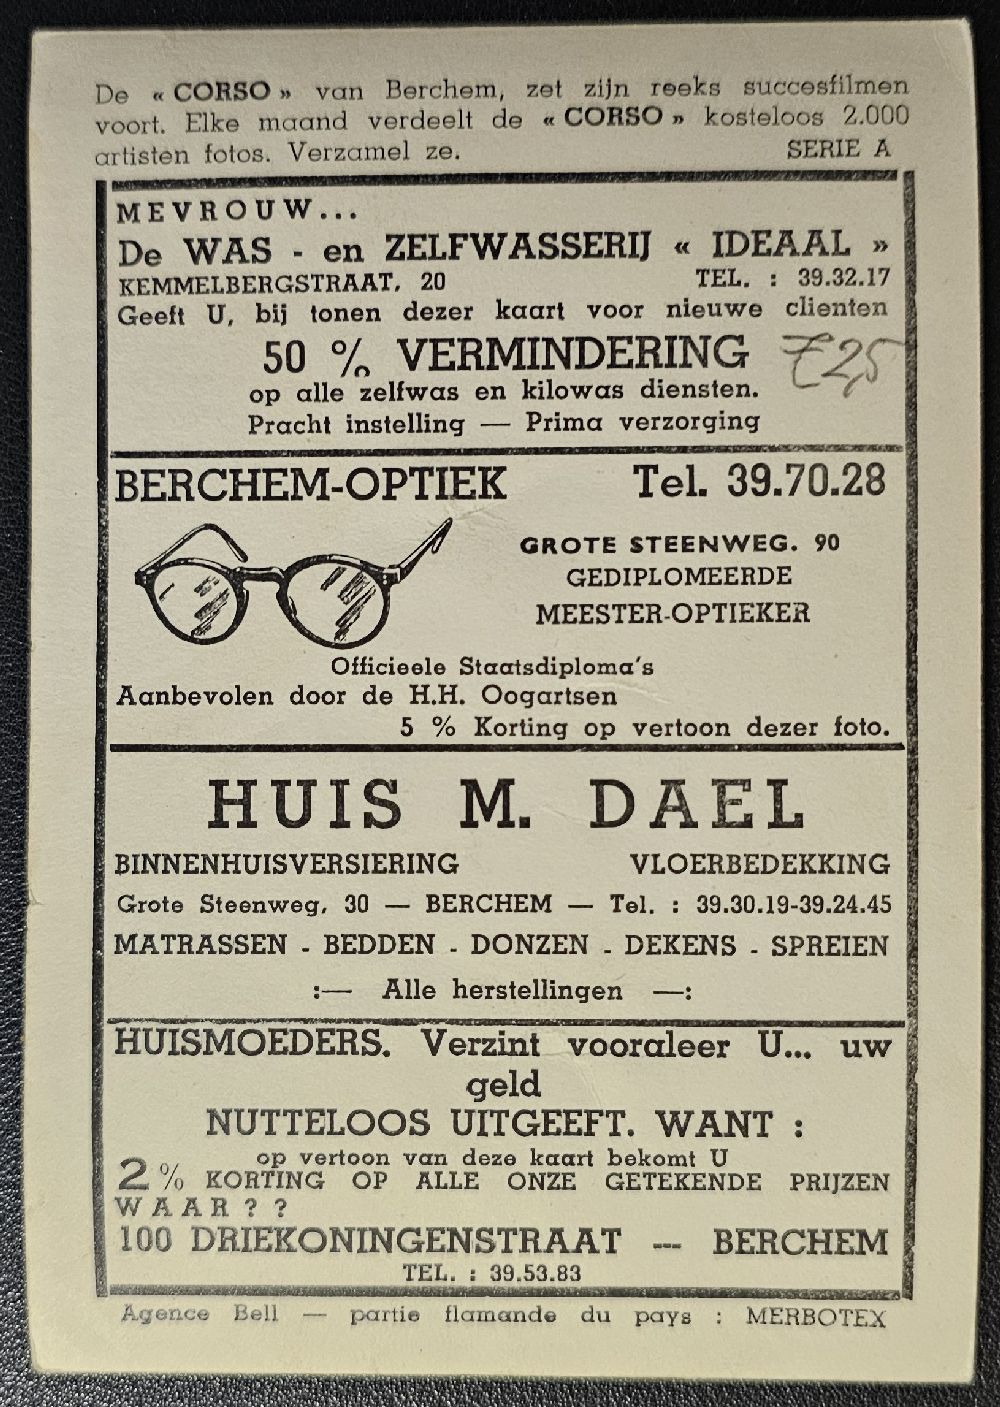 De « CORSO » van Berchem, zet zijn reeks succesfilmen
voort. Elke maand verdeelt de « CORSO » kosteloos 2.000
artisten fotos. Verzamel ze. SERIE A
MEVROUW...
De WAS - en ZELFWASSERIJ « IDEAAL »
KEMMELBERGSTRAAT, 20 TEL. : 39.32.17
Geeft U, bij tonen dezer kaart voor nieuwe clienten
50 % VERMINDERING
op alle zelfwas en kilowas diensten.
Pracht instelling — Prima verzorging
BERCHEM-OPTIEK Tel. 39.70.28
GROTE STEENWEG. 90
GEDIPLOMEERDE
MEESTER-OPTIEKER
Officieele Staatsdiploma's
Aanbevolen door de H.H. Oogartsen
5 % Korting op vertoon dezer foto.
HUIS M. DAEL
BINNENHUISVERSIERING VLOERBEDEKKING
Grote Steenweg, 30 — BERCHEM — Tel. : 39.30.19-39.24.45
MATRASSEN - BEDDEN - DONZEN - DEKENS - SPREIEN
:— Alle herstellingen —:
HUISMOEDERS. Verzint vooraleer U... uw
geld
NUTTELOOS UITGEEFT. WANT :
op vertoon van deze kaart bekomt U
2% KORTING OP ALLE ONZE GETEKENDE PRIJZEN
WAAR??
100 DRIEKONINGENSTRAAT --- BERCHEM
TEL. : 39.53.83
Agence Bell — partie flamande du pays : MERBOTEX